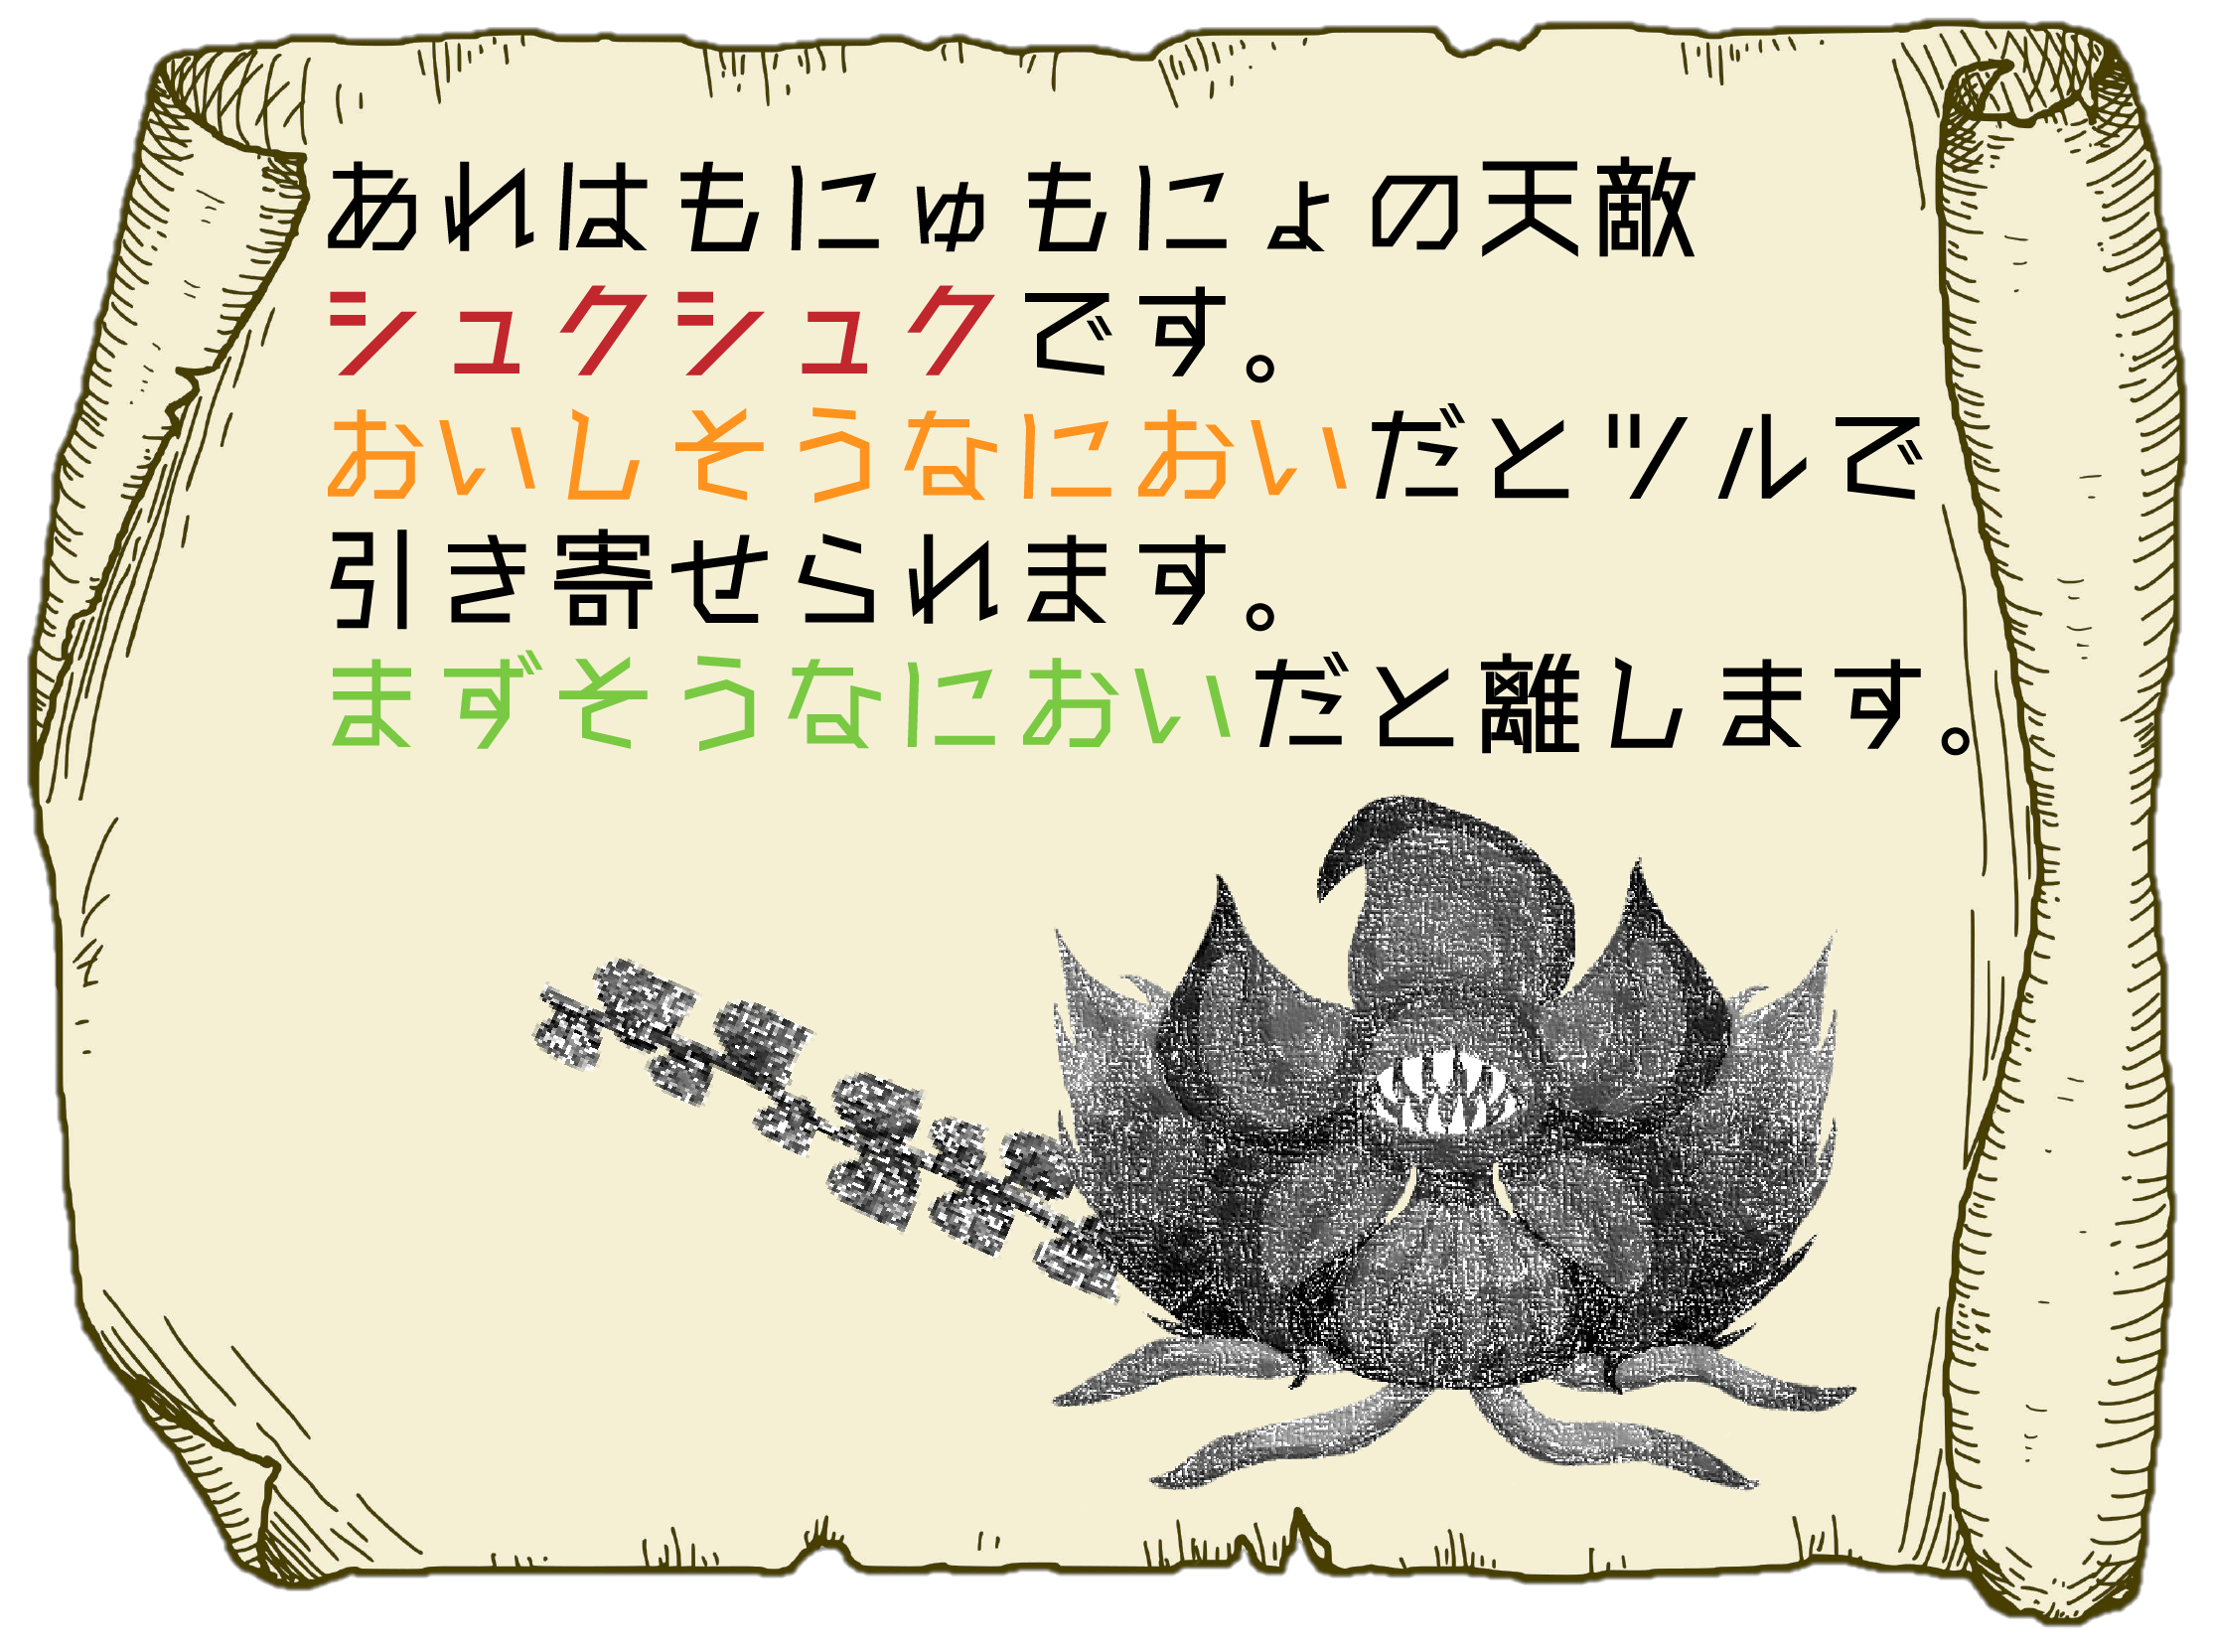 あれはもにゅもにょの天敵
シュクシュクです。
おいしそうなにおいだとツルで
引き寄せられます。
まずそうなにおいだと離します。